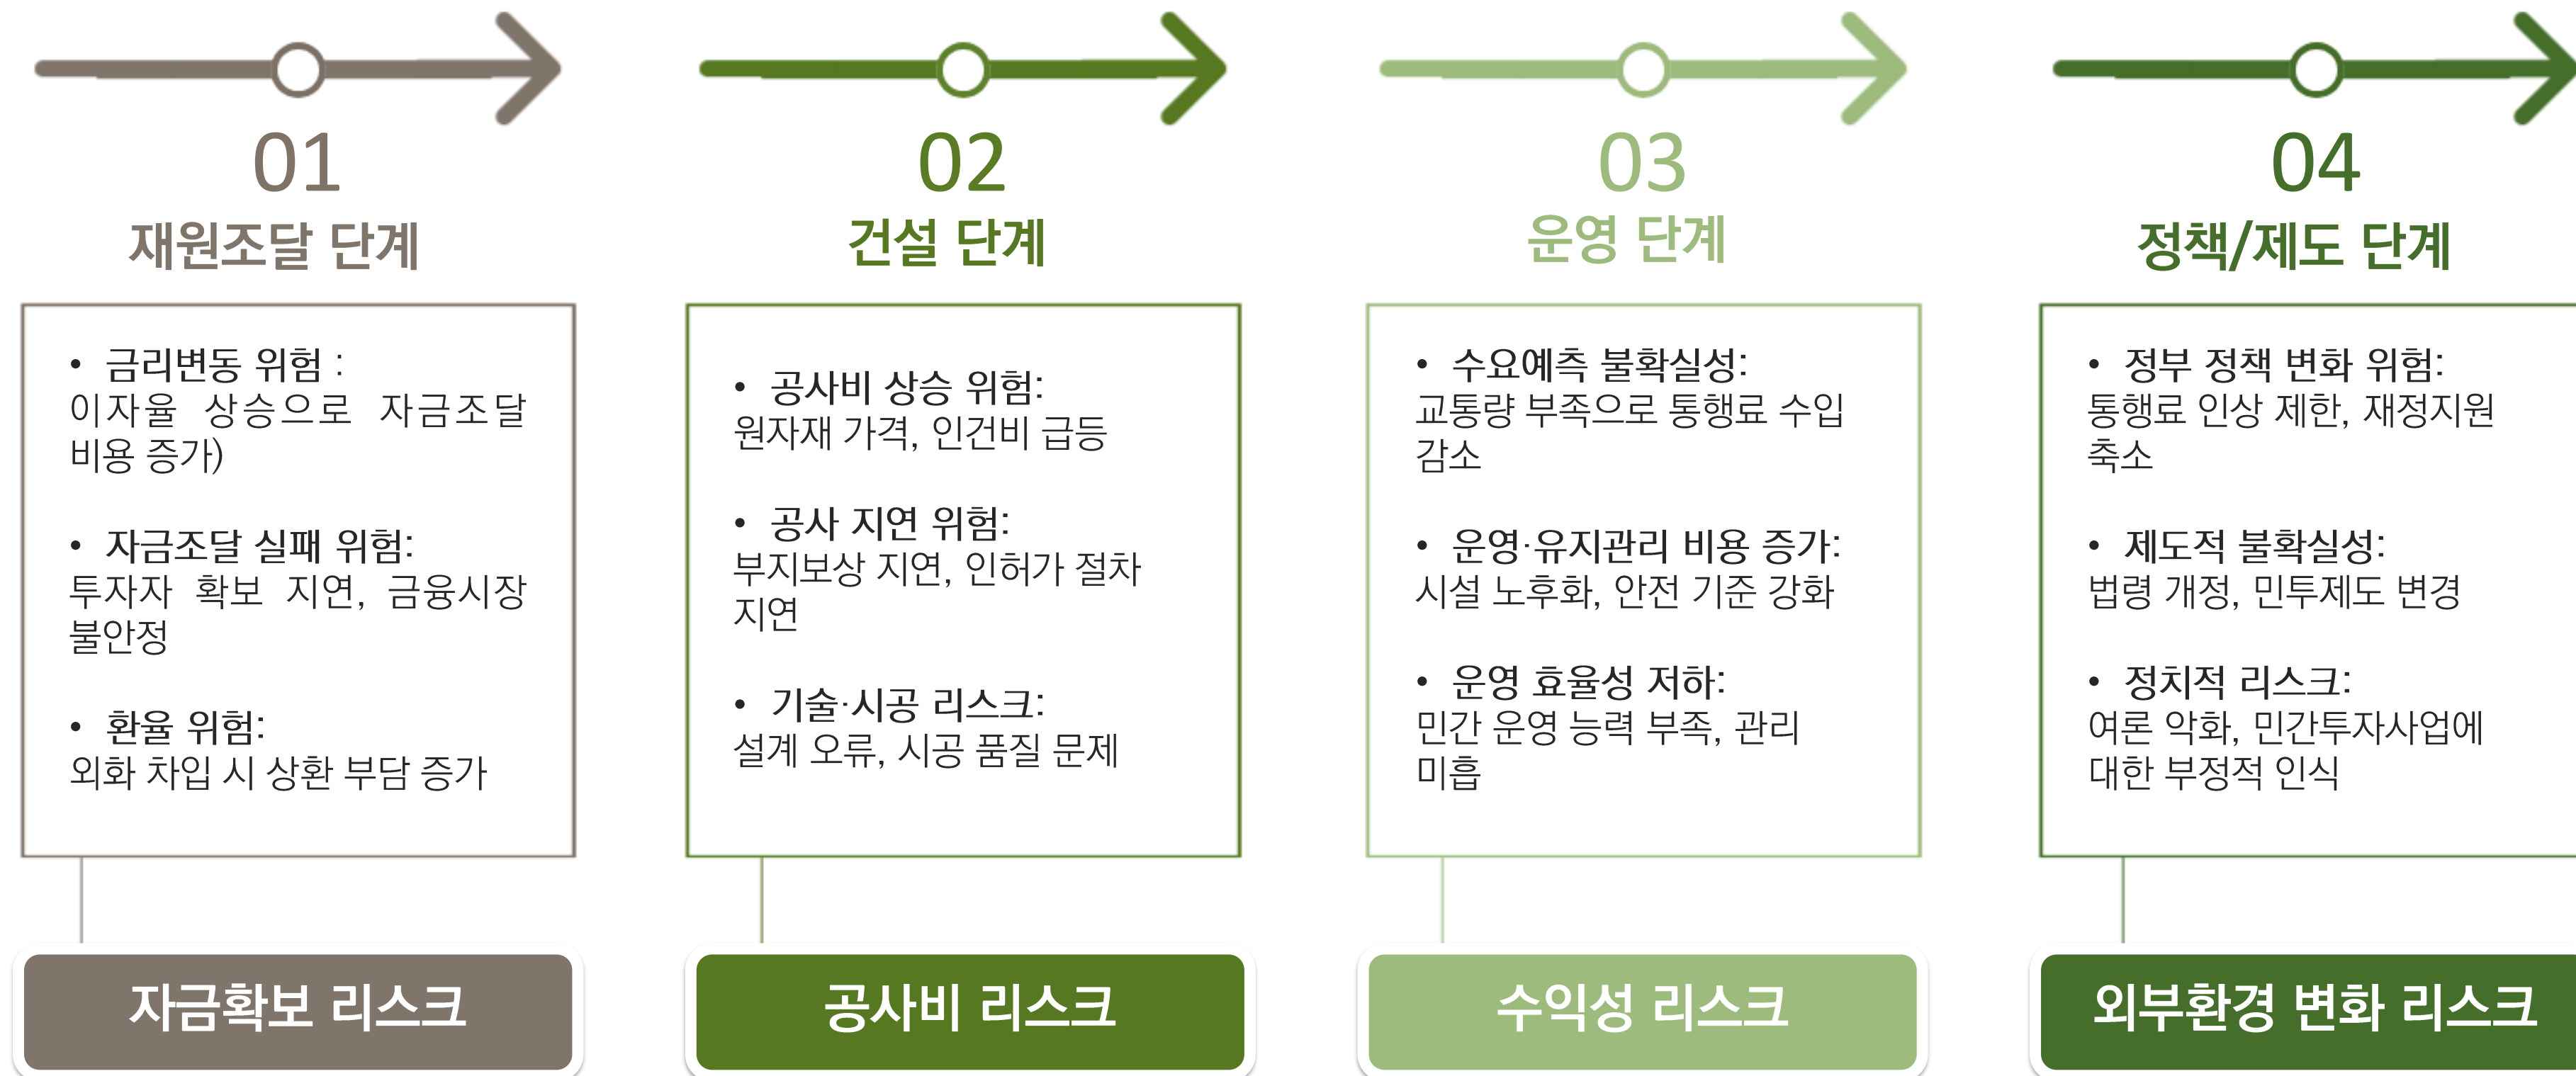 01
재원조달 단계
• 금리변동 위험 :
이자율 상승으로 자금조달
비용 증가)
• 자금조달 실패 위험:
투자자 확보 지연, 금융시장
불안정
• 환율 위험:
외화 차입 시 상환 부담 증가
자금확보 리스크
02
건설 단계
• 공사비 상승 위험:
원자재 가격, 인건비 급등
• 공사 지연 위험:
부지보상 지연, 인허가 절차
지연
• 기술·시공 리스크:
설계 오류, 시공 품질 문제
공사비 리스크
03
운영 단계
• 수요예측 불확실성:
교통량 부족으로 통행료 수입
감소
• 운영·유지관리 비용 증가:
시설 노후화, 안전 기준 강화
• 운영 효율성 저하:
민간 운영 능력 부족, 관리
미흡
수익성 리스크
04
정책/제도 단계
• 정부 정책 변화 위험:
통행료 인상 제한, 재정지원
축소
• 제도적 불확실성:
법령 개정, 민투제도 변경
• 정치적 리스크:
여론 악화, 민간투자사업에
대한 부정적 인식
외부환경 변화 리스크